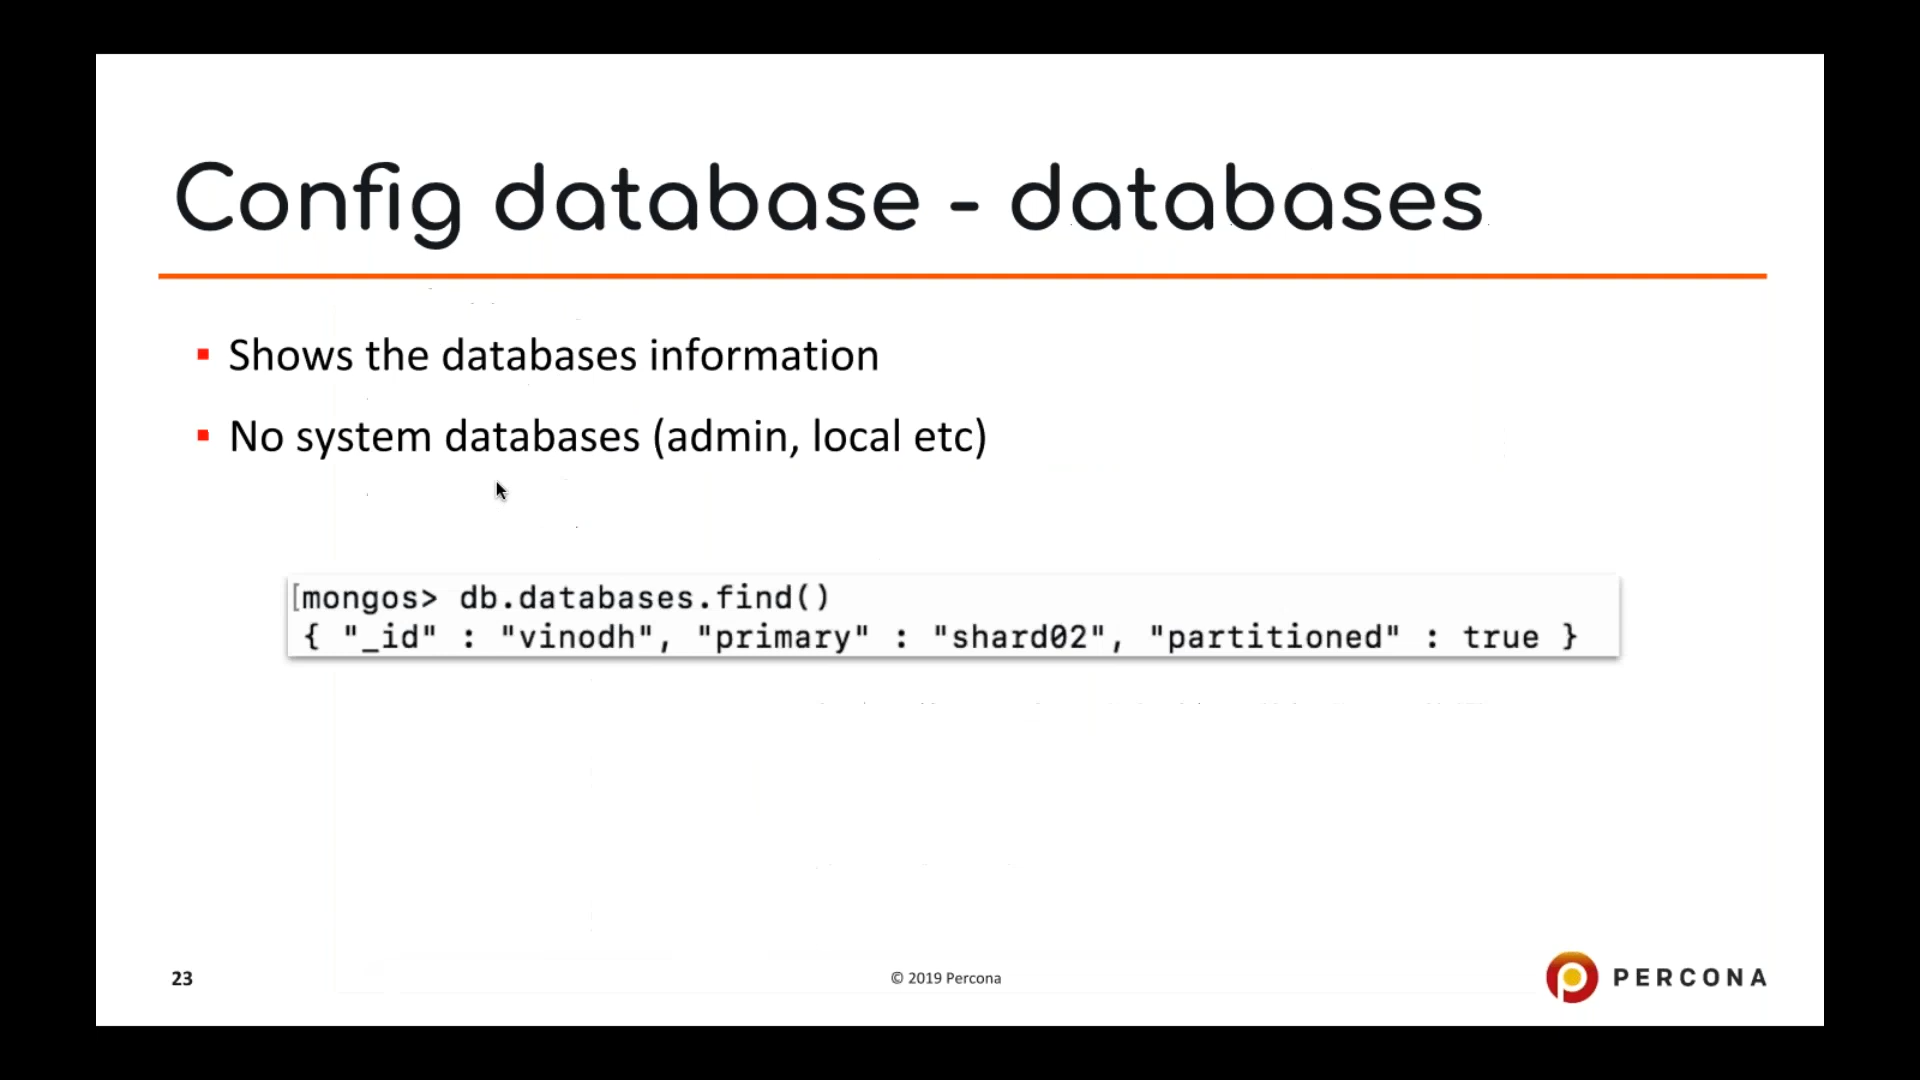 Config database - databases
▪ Shows the databases information
▪ No system databases (admin, local etc)
[mongos> db.databases.find()
{ "_id" : "vinodh", "primary" : "shard02", "partitioned" : true }
23
© 2019 Percona
PERCONA